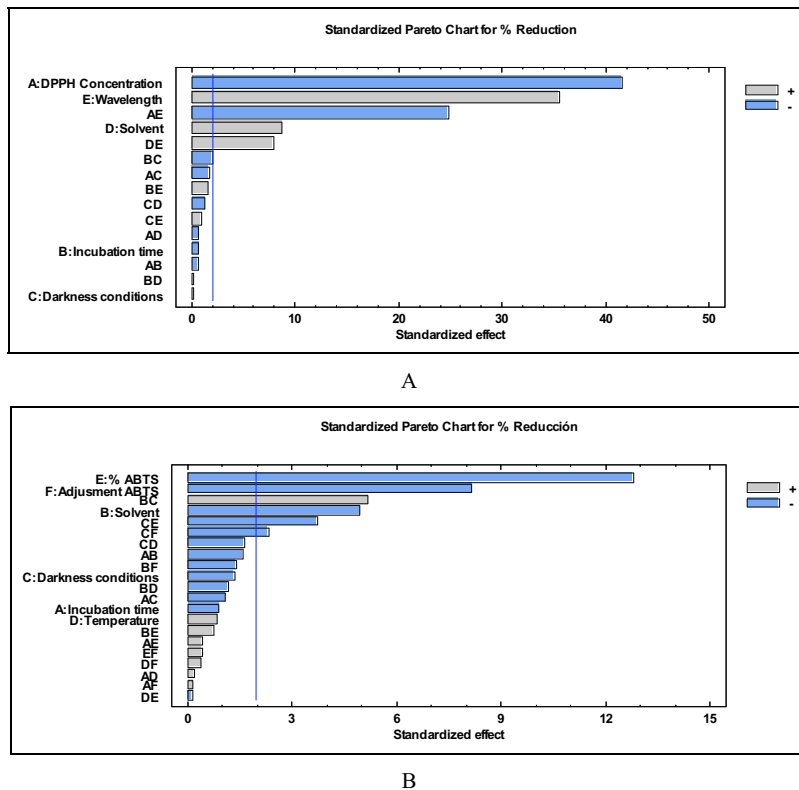 Standardized Pareto Chart for % Reduction
A:DPPH Concentration
E:Wavelength
AE
D:Solvent
DE
BC
AC
BE
CD
CE
AD
B:Incubation time
AB
BD
C:Darkness conditions
+
-
0 10 20 30 40 50
Standardized effect
A
Standardized Pareto Chart for % Reducción
E:% ABTS
F:Adjusment ABTS
BC
B:Solvent
CE
CF
CD
AB
BF
C:Darkness conditions
BD
AC
A:Incubation time
D:Temperature
BE
AE
EF
DF
AD
AF
DE
+
-
0 3 6 9 12 15
Standardized effect
B